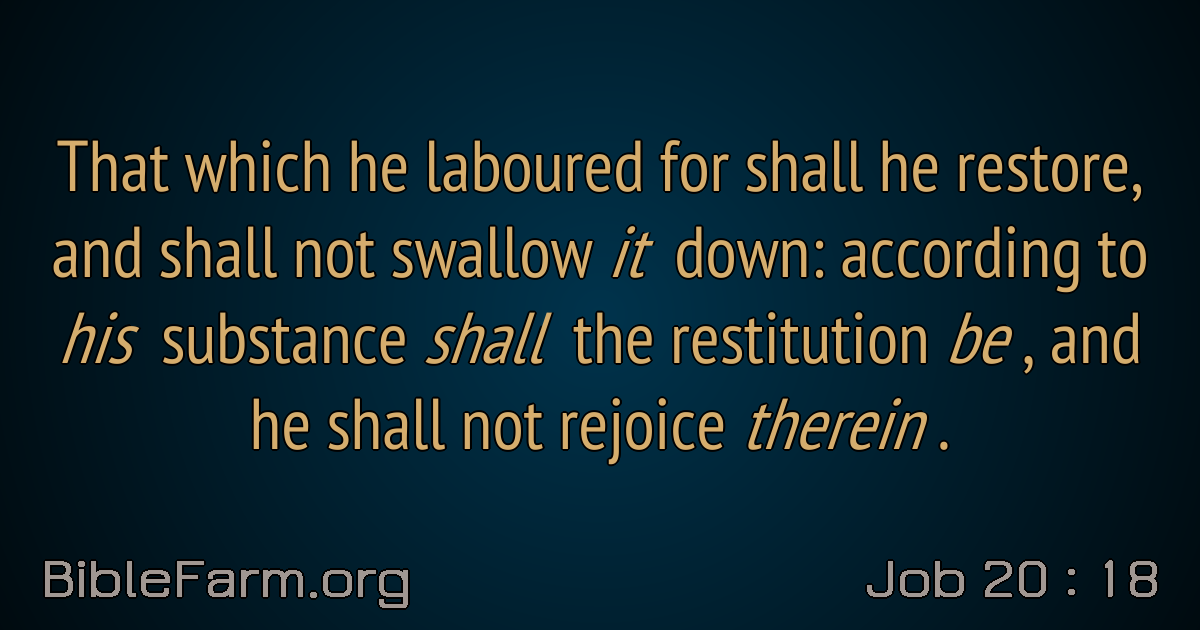 That which he laboured for shall he restore,
and shall not swallow it down: according to
his substance shall the restitution be , and
he shall not rejoice therein .
BibleFarm.org
Job 20 : 18